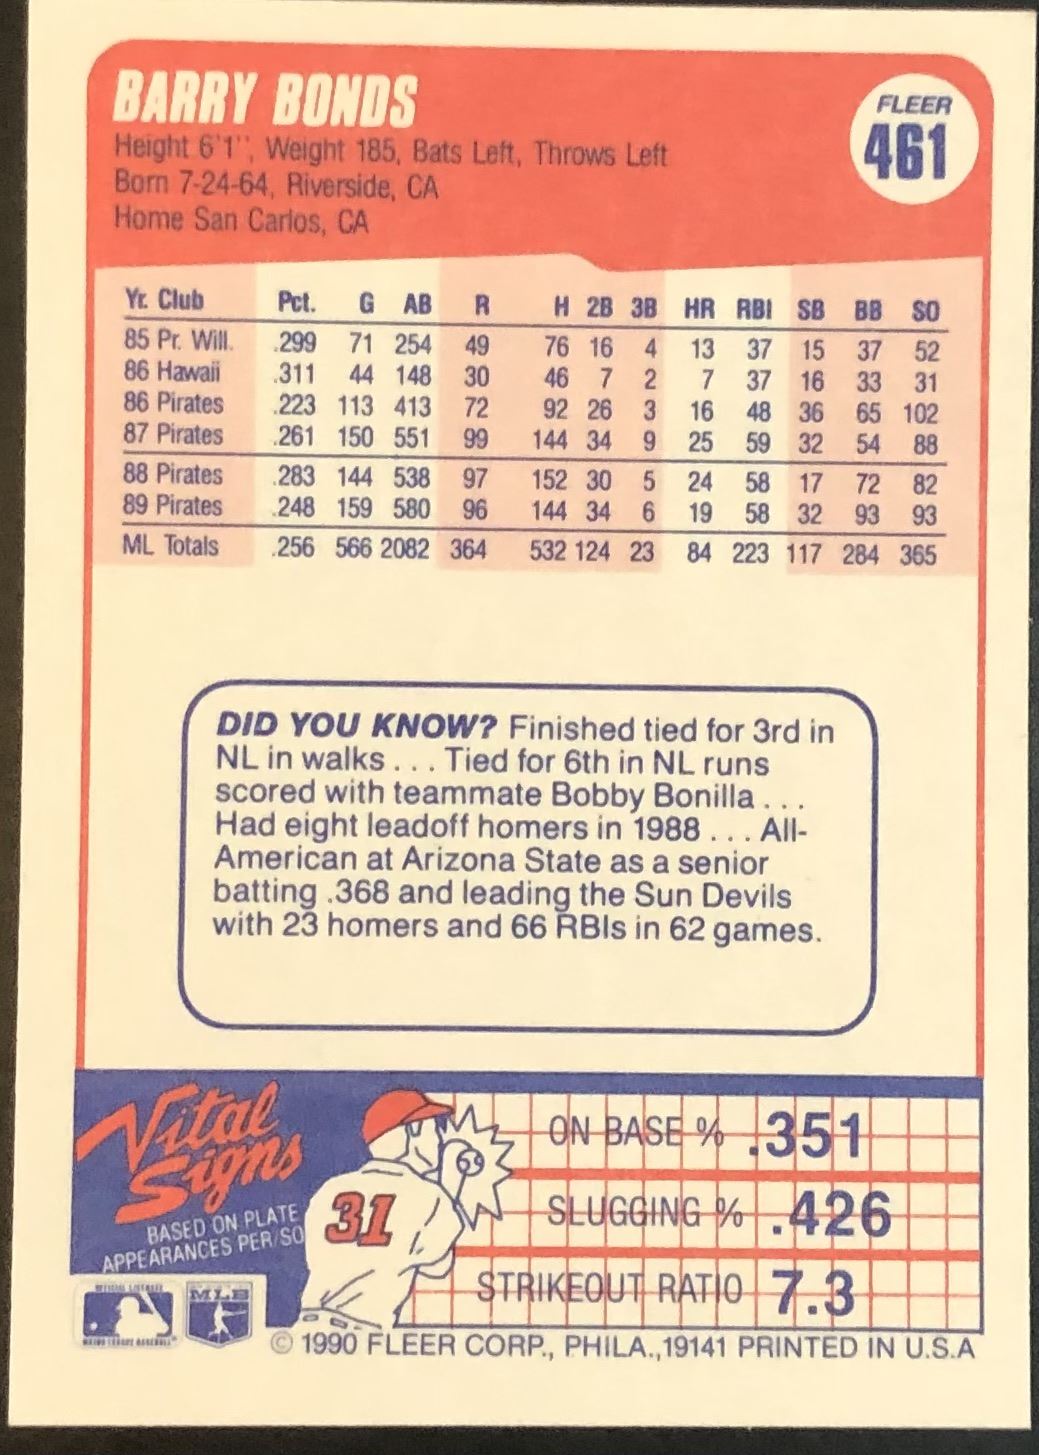 BARRY BONDS
FLEER
461
Height 6'1", Weight 185, Bats Left, Throws Left
Born 7-24-64, Riverside, CA
Home San Carlos, CA
Yr. Club Pct. G AB R H 2B 3B HR RBI SB BB SO
85 Pr. Will. .299 71 254 49 76 16 4 13 37 15 37 52
86 Hawaii .311 44 148 30 46 7 2 7 37 16 33 31
86 Pirates .223 113 413 72 92 26 3 16 48 36 65 102
87 Pirates .261 150 551 99 144 34 9 25 59 32 54 88
88 Pirates .283 144 538 97 152 30 5 24 58 17 72 82
89 Pirates .248 159 580 96 144 34 6 19 58 32 93 93
ML Totals .256 566 2082 364 532 124 23 84 223 117 284 365
DID YOU KNOW? Finished tied for 3rd in
NL in walks . . . Tied for 6th in NL runs
scored with teammate Bobby Bonilla . . .
Had eight leadoff homers in 1988 . . . All-
American at Arizona State as a senior
batting .368 and leading the Sun Devils
with 23 homers and 66 RBIs in 62 games.
Vital
Signs
BASED ON PLATE
APPEARANCES PER/SO
31
ON BASE % .351
SLUGGING % .426
STRIKEOUT RATIO 7.3
MLB
© 1990 FLEER CORP., PHILA.,19141 PRINTED IN U.S.A